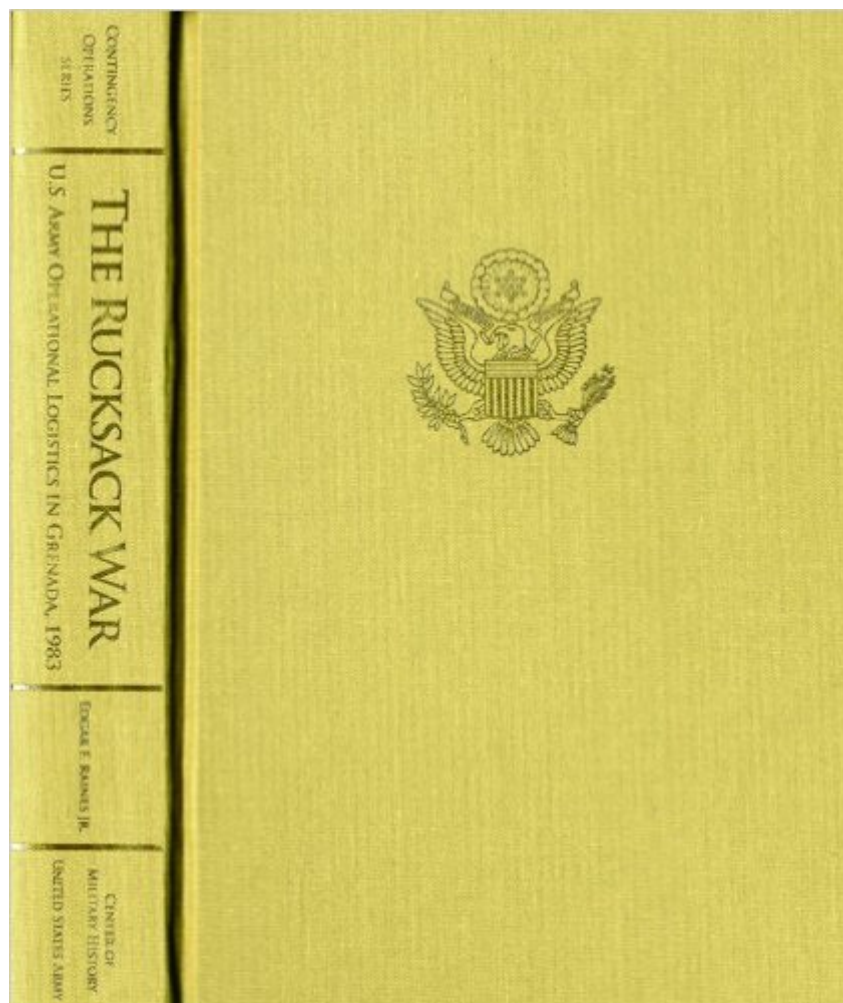 CONTINGENCY
OPERATIONS
SERIES
THE RUCKSACK WAR
U.S. ARMY OPERATIONAL LOGISTICS IN GRENADA, 1983
EDGAR F. RAINES JR.
CENTER OF
MILITARY HISTORY
UNITED STATES ARMY